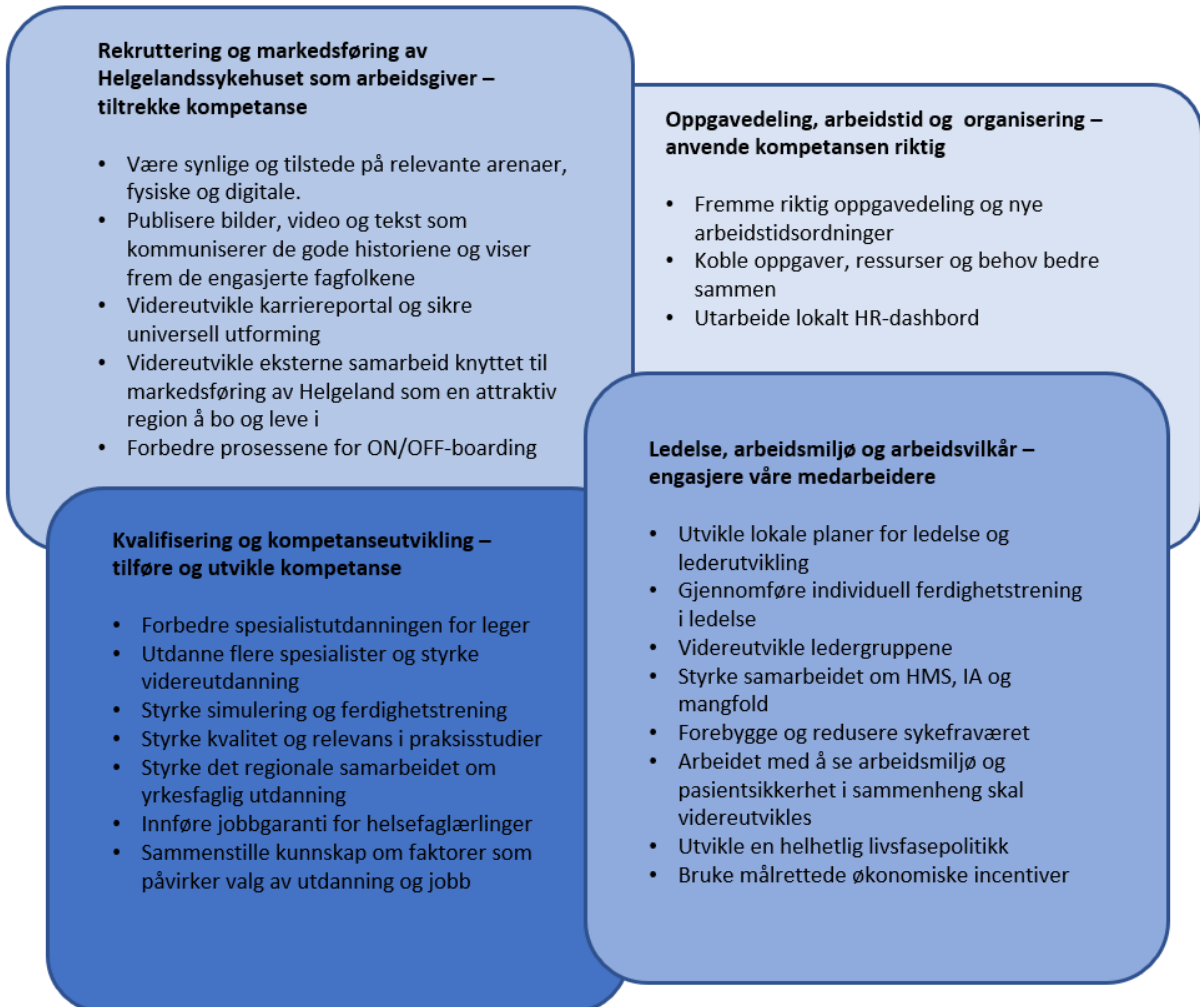 Rekruttering og markedsføring av
Helgelandssykehuset som arbeidsgiver –
tiltrekke kompetanse
• Være synlige og tilstede på relevante arenaer,
fysiske og digitale.
• Publisere bilder, video og tekst som
kommuniserer de gode historiene og viser
frem de engasjerte fagfolkene
• Videreutvikle karriereportal og sikre
universell utforming
• Videreutvikle eksterne samarbeid knyttet til
markedsføring av Helgeland som en attraktiv
region å bo og leve i
• Forbedre prosessene for ON/OFF-boarding
Oppgavedeling, arbeidstid og organisering –
anvende kompetansen riktig
• Fremme riktig oppgavedeling og nye
arbeidstidsordninger
• Koble oppgaver, ressurser og behov bedre
sammen
• Utarbeide lokalt HR-dashbord
Kvalifisering og kompetanseutvikling –
tilføre og utvikle kompetanse
• Forbedre spesialistutdanningen for leger
• Utdanne flere spesialister og styrke
videreutdanning
• Styrke simulering og ferdighetstrening
• Styrke kvalitet og relevans i praksisstudier
• Styrke det regionale samarbeidet om
yrkesfaglig utdanning
• Innføre jobbgaranti for helsefaglærlinger
• Sammenstille kunnskap om faktorer som
påvirker valg av utdanning og jobb
Ledelse, arbeidsmiljø og arbeidsvilkår –
engasjere våre medarbeidere
• Utvikle lokale planer for ledelse og
lederutvikling
• Gjennomføre individuell ferdighetstrening
i ledelse
• Videreutvikle ledergruppene
• Styrke samarbeidet om HMS, IA og
mangfold
• Forebygge og redusere sykefraværet
• Arbeidet med å se arbeidsmiljø og
pasientsikkerhet i sammenheng skal
videreutvikles
• Utvikle en helhetlig livsfasepolitikk
• Bruke målrettede økonomiske incentiver